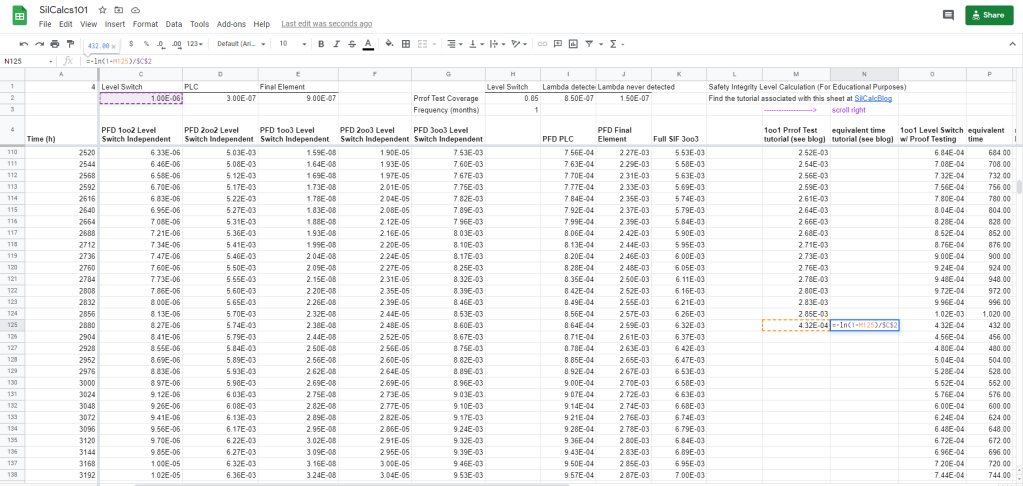 SilCalcs101
File Edit View Insert Format Data Tools Add-ons Help Last edit was seconds ago
Share
432.00 × $ % .0 .00 123 Default (Ari... 10 B I S A
N125 fx =-ln(1-M125)/$C$2
A C D E F G H I J K L M N O P
1 4 Level Switch PLC Final Element Level Switch Lambda detecte Lambda never detected Safety Integrity Level Calculation (For Educational Purposes)
2 1.00E-06 3.00E-07 9.00E-07 Prrof Test Coverage 0.85 8.50E-07 1.50E-07 Find the tutorial associated with this sheet at SilCalcBlog
3 Frequency (months) 1 scroll right
PFD 1oo2 Level PFD 2oo2 Level PFD 1oo3 Level PFD 2oo3 Level PFD 3oo3 Level PFD Final 1oo1 Prrof Test equivalent time 1oo1 Level Switch equivalent
4 Time (h) Switch Independent Switch Independent Switch Independent Switch Independent Switch Independent PFD PLC Element Full SIF 3oo3 tutorial (see blog) tutorial (see blog) w/ Proof Testing time
110 2520 6.33E-06 5.03E-03 1.59E-08 1.90E-05 7.53E-03 7.56E-04 2.27E-03 5.53E-03 2.52E-03 6.84E-04 684.00
111 2544 6.46E-06 5.08E-03 1.64E-08 1.93E-05 7.60E-03 7.63E-04 2.29E-03 5.58E-03 2.54E-03 7.08E-04 708.00
112 2568 6.58E-06 5.12E-03 1.69E-08 1.97E-05 7.67E-03 7.70E-04 2.31E-03 5.63E-03 2.56E-03 7.32E-04 732.00
113 2592 6.70E-06 5.17E-03 1.73E-08 2.01E-05 7.75E-03 7.77E-04 2.33E-03 5.69E-03 2.59E-03 7.56E-04 756.00
114 2616 6.83E-06 5.22E-03 1.78E-08 2.04E-05 7.82E-03 7.84E-04 2.35E-03 5.74E-03 2.61E-03 7.80E-04 780.00
115 2640 6.95E-06 5.27E-03 1.83E-08 2.08E-05 7.89E-03 7.92E-04 2.37E-03 5.79E-03 2.64E-03 8.04E-04 804.00
116 2664 7.08E-06 5.31E-03 1.88E-08 2.12E-05 7.96E-03 7.99E-04 2.39E-03 5.84E-03 2.66E-03 8.28E-04 828.00
117 2688 7.21E-06 5.36E-03 1.93E-08 2.16E-05 8.03E-03 8.06E-04 2.42E-03 5.90E-03 2.68E-03 8.52E-04 852.00
118 2712 7.34E-06 5.41E-03 1.99E-08 2.20E-05 8.10E-03 8.13E-04 2.44E-03 5.95E-03 2.71E-03 8.76E-04 876.00
119 2736 7.47E-06 5.46E-03 2.04E-08 2.24E-05 8.17E-03 8.20E-04 2.46E-03 6.00E-03 2.73E-03 9.00E-04 900.00
120 2760 7.60E-06 5.50E-03 2.09E-08 2.27E-05 8.25E-03 8.28E-04 2.48E-03 6.05E-03 2.76E-03 9.24E-04 924.00
121 2784 7.73E-06 5.55E-03 2.15E-08 2.31E-05 8.32E-03 8.35E-04 2.50E-03 6.11E-03 2.78E-03 9.48E-04 948.00
122 2808 7.86E-06 5.60E-03 2.20E-08 2.35E-05 8.39E-03 8.42E-04 2.52E-03 6.16E-03 2.80E-03 9.72E-04 972.00
123 2832 8.00E-06 5.65E-03 2.26E-08 2.39E-05 8.46E-03 8.49E-04 2.55E-03 6.21E-03 2.83E-03 9.96E-04 996.00
124 2856 8.13E-06 5.70E-03 2.32E-08 2.44E-05 8.53E-03 8.56E-04 2.57E-03 6.26E-03 2.85E-03 1.02E-03 1,020.00
125 2880 8.27E-06 5.74E-03 2.38E-08 2.48E-05 8.60E-03 8.64E-04 2.59E-03 6.32E-03 4.32E-04 =-ln(1-M125)/$C$2 4.32E-04 432.00
126 2904 8.41E-06 5.79E-03 2.44E-08 2.52E-05 8.67E-03 8.71E-04 2.61E-03 6.37E-03 4.56E-04 456.00
127 2928 8.55E-06 5.84E-03 2.50E-08 2.56E-05 8.75E-03 8.78E-04 2.63E-03 6.42E-03 4.80E-04 480.00
128 2952 8.69E-06 5.89E-03 2.56E-08 2.60E-05 8.82E-03 8.85E-04 2.65E-03 6.47E-03 5.04E-04 504.00
129 2976 8.83E-06 5.93E-03 2.62E-08 2.64E-05 8.89E-03 8.92E-04 2.67E-03 6.53E-03 5.28E-04 528.00
130 3000 8.97E-06 5.98E-03 2.69E-08 2.69E-05 8.96E-03 9.00E-04 2.70E-03 6.58E-03 5.52E-04 552.00
131 3024 9.12E-06 6.03E-03 2.75E-08 2.73E-05 9.03E-03 9.07E-04 2.72E-03 6.63E-03 5.76E-04 576.00
132 3048 9.26E-06 6.08E-03 2.82E-08 2.77E-05 9.10E-03 9.14E-04 2.74E-03 6.68E-03 6.00E-04 600.00
133 3072 9.41E-06 6.13E-03 2.89E-08 2.82E-05 9.17E-03 9.21E-04 2.76E-03 6.74E-03 6.24E-04 624.00
134 3096 9.56E-06 6.17E-03 2.95E-08 2.86E-05 9.24E-03 9.28E-04 2.78E-03 6.79E-03 6.48E-04 648.00
135 3120 9.70E-06 6.22E-03 3.02E-08 2.91E-05 9.32E-03 9.36E-04 2.80E-03 6.84E-03 6.72E-04 672.00
136 3144 9.85E-06 6.27E-03 3.09E-08 2.95E-05 9.39E-03 9.43E-04 2.83E-03 6.89E-03 6.96E-04 696.00
137 3168 1.00E-05 6.32E-03 3.16E-08 3.00E-05 9.46E-03 9.50E-04 2.85E-03 6.95E-03 7.20E-04 720.00
138 3192 1.02E-05 6.36E-03 3.24E-08 3.04E-05 9.53E-03 9.57E-04 2.87E-03 7.00E-03 7.44E-04 744.00